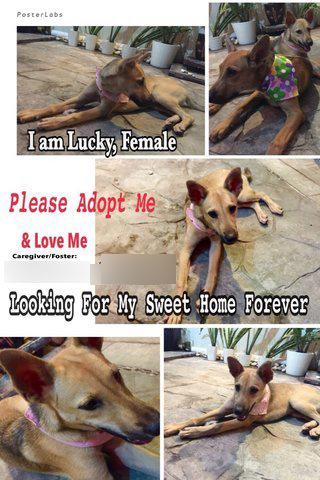 PosterLabs
I am Lucky, Female
Please Adopt Me
& Love Me
Caregiver/Foster:
Looking For My Sweet Home Forever